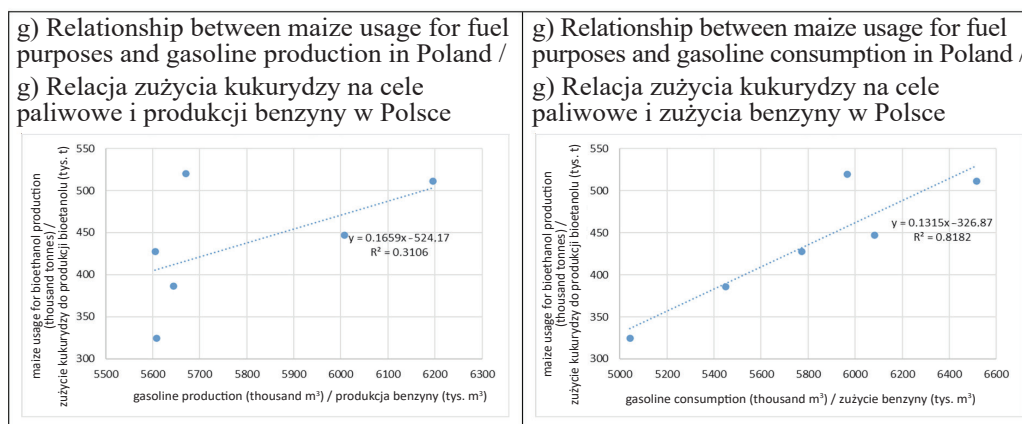 g) Relationship between maize usage for fuel
purposes and gasoline production in Poland /
g) Relacja zużycia kukurydzy na cele
paliwowe i produkcji benzyny w Polsce
maize usage for bioethanol production
(thousand tonnes) /
zużycie kukurydzy do produkcji bioetanolu (tys. t)
550
500
450
400
350
300
y = 0.1659x−524.17
R² = 0.3106
5500 5600 5700 5800 5900 6000 6100 6200 6300
gasoline production (thousand m³) / produkcja benzyny (tys. m³)
g) Relationship between maize usage for fuel
purposes and gasoline consumption in Poland /
g) Relacja zużycia kukurydzy na cele
paliwowe i zużycia benzyny w Polsce
maize usage for bioethanol production
(thousand tonnes) /
zużycie kukurydzy do produkcji bioetanolu (tys. t)
550
500
450
400
350
300
y = 0.1315x−326.87
R² = 0.8182
5000 5200 5400 5600 5800 6000 6200 6400 6600
gasoline consumption (thousand m³) / zużycie benzyny (tys. m³)